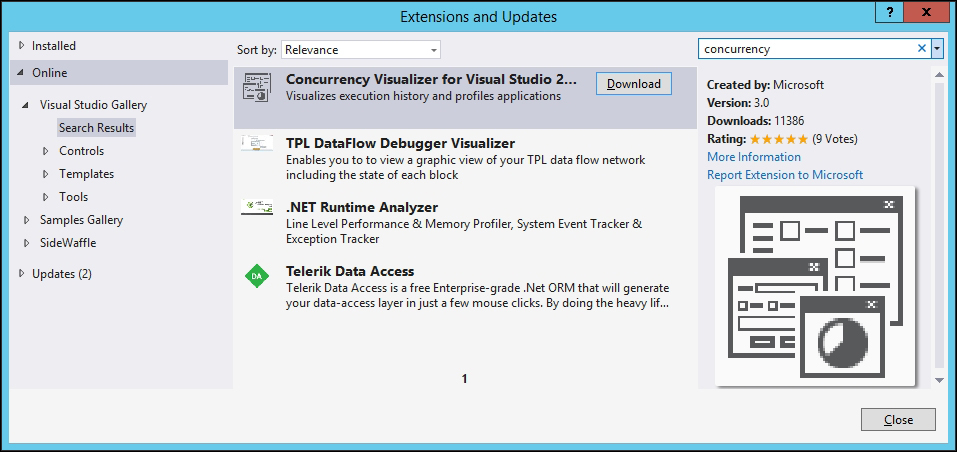 Extensions and Updates
? x
Installed
Online
Visual Studio Gallery
Search Results
Controls
Templates
Tools
Samples Gallery
SideWaffle
Updates (2)
Sort by: Relevance
Concurrency Visualizer for Visual Studio 2...
Visualizes execution history and profiles applications
Download
TPL DataFlow Debugger Visualizer
Enables you to to view a graphic view of your TPL data flow network
including the state of each block
.NET Runtime Analyzer
Line Level Performance & Memory Profiler, System Event Tracker &
Exception Tracker
DA
Telerik Data Access
Telerik Data Access is a free Enterprise-grade .Net ORM that will generate
your data-access layer in just a few mouse clicks. By doing the heavy lif...
1
concurrency
Created by: Microsoft
Version: 3.0
Downloads: 11386
Rating: ★★★★★ (9 Votes)
More Information
Report Extension to Microsoft
Close